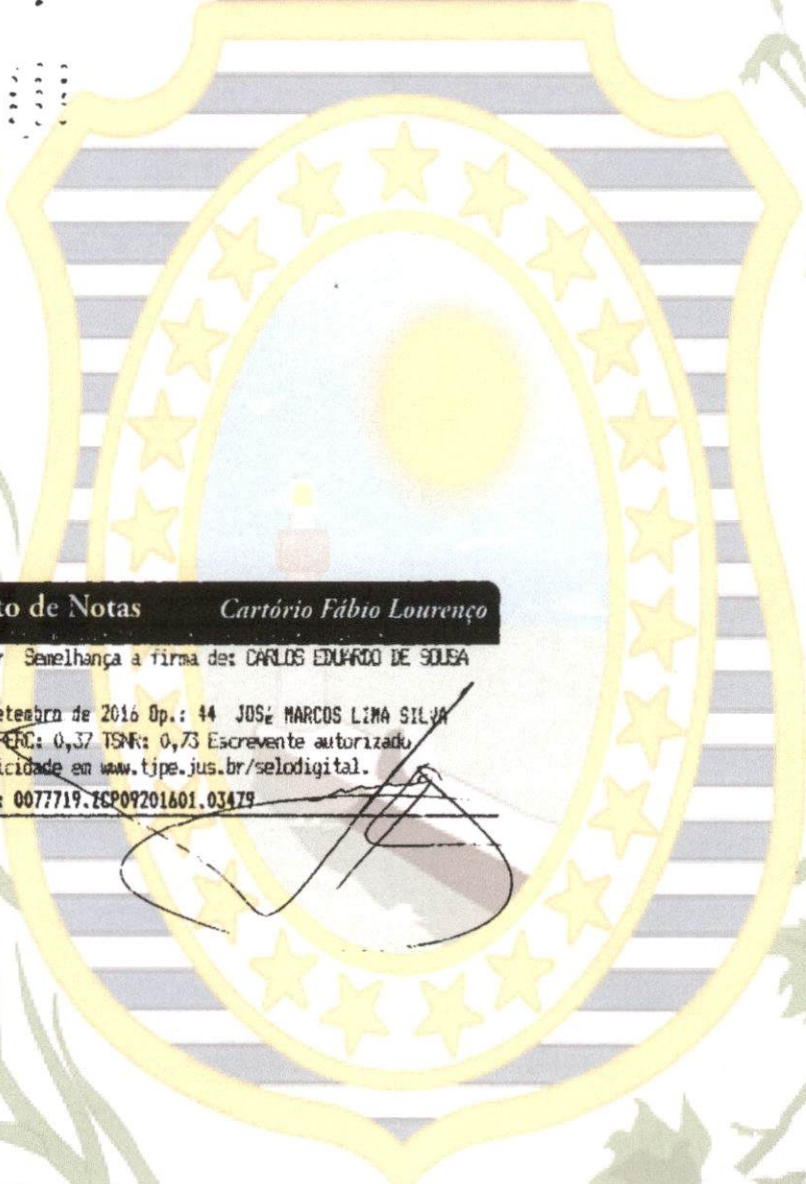 to de Notas Cartório Fábio Lourenço
r Semelhança a firma de: CARLOS EDUARDO DE SOUSA
etembro de 2016 Op.: 44 JOSÉ MARCOS LIMA SILVA
FERC: 0,37 TSNR: 0,73 Escrevente autorizado
icidade em www.tjpe.jus.br/selodigital.
: 0077719.ECP09201601.03479